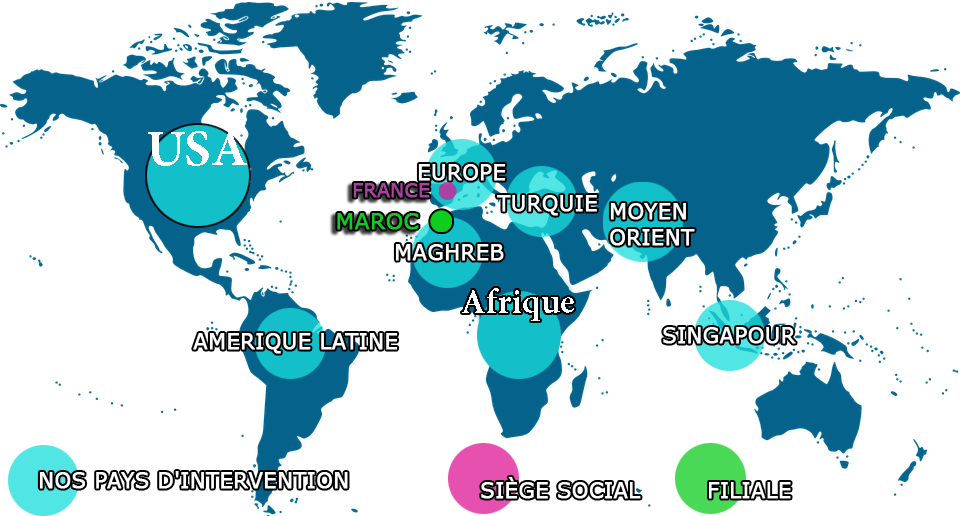 USA
EUROPE
FRANCE
TURQUIE
MAROC
MOYEN
ORIENT
MAGHREB
Afrique
AMERIQUE LATINE
SINGAPOUR
NOS PAYS D'INTERVENTION
SIÈGE SOCIAL
FILIALE